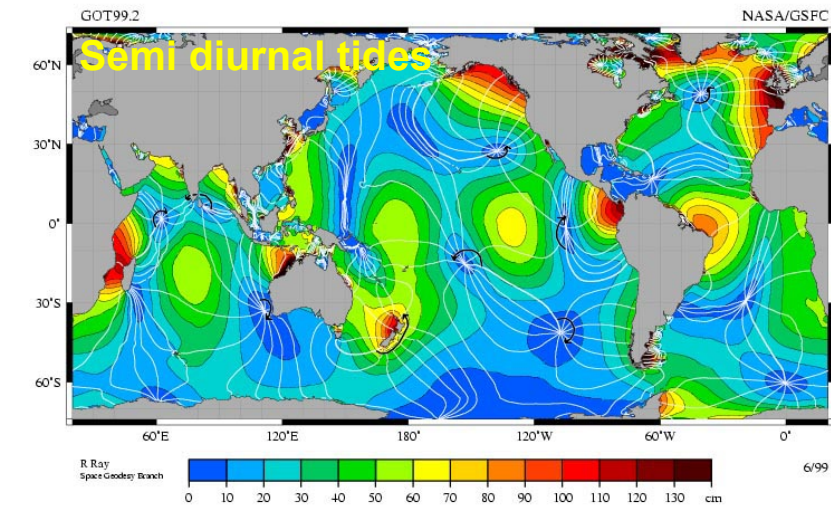 GOT99.2 NASA/GSFC
Semi diurnal tides
60°N
30°N
0°
30°S
60°S
60°E 120°E 180° 120°W 60°W 0°
R Ray
Space Geodesy Branch
6/99
0 10 20 30 40 50 60 70 80 90 100 110 120 130 cm